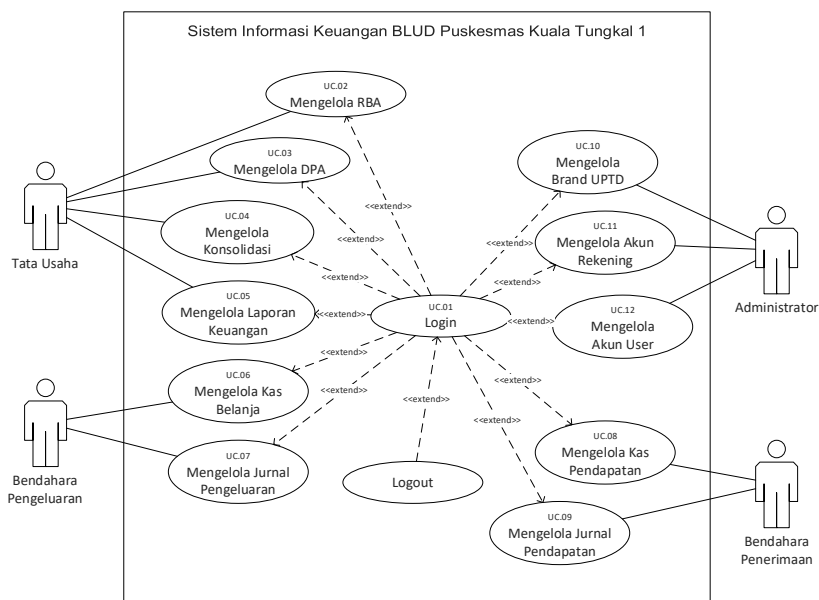 Sistem Informasi Keuangan BLUD Puskesmas Kuala Tungkal 1
UC.02
Mengelola RBA
UC.03
Mengelola DPA
UC.04
Mengelola
Konsolidasi
UC.05
Mengelola Laporan
Keuangan
UC.06
Mengelola Kas
Belanja
UC.07
Mengelola Jurnal
Pengeluaran
Tata Usaha
Bendahara
Pengeluaran
<<extend>>
<<extend>>
<<extend>>
<<extend>>
<<extend>>
<<extend>>
UC.01
Login
<<extend>>
Logout
<<extend>>
<<extend>>
<<extend>>
<<extend>>
<<extend>>
UC.10
Mengelola
Brand UPTD
UC.11
Mengelola Akun
Rekening
UC.12
Mengelola
Akun User
UC.08
Mengelola Kas
Pendapatan
UC.09
Mengelola Jurnal
Pendapatan
Administrator
Bendahara
Penerimaan